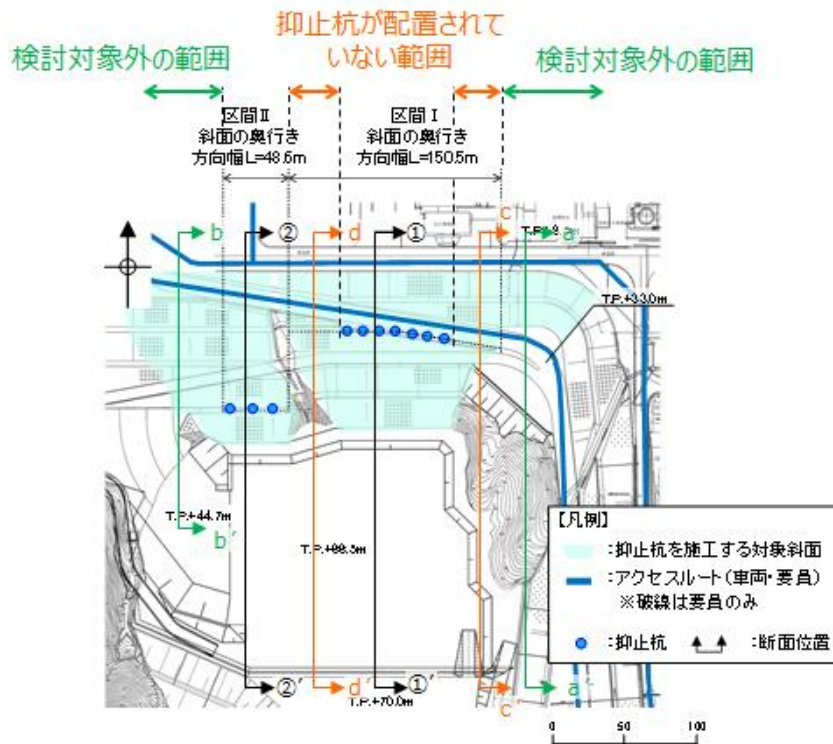 抑止杭が配置されて
いない範囲
検討対象外の範囲
検討対象外の範囲
区間Ⅱ
斜面の奥行き
方向幅L=48.6m
区間Ⅰ
斜面の奥行き
方向幅L=150.5m
b
②
d
①
c
a
T.P.+33.0m
T.P.+44.7m
b′
②′
d′
①′
c′
a′
T.P.+70.0m
【凡例】
:抑止杭を施工する対象斜面
:アクセスルート(車両・要員)
※破線は要員のみ
:抑止杭
:断面位置
0 50 100